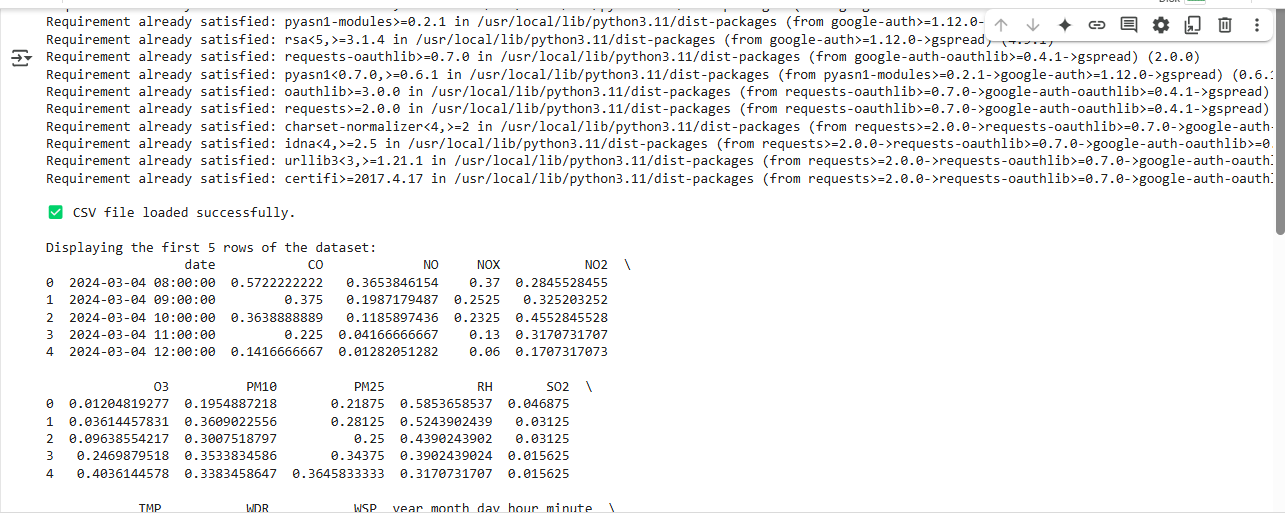 Disk
Requirement already satisfied: pyasn1-modules>=0.2.1 in /usr/local/lib/python3.11/dist-packages (from google-auth>=1.12.0-
Requirement already satisfied: rsa<5,>=3.1.4 in /usr/local/lib/python3.11/dist-packages (from google-auth>=1.12.0->gspread) (4.9.1)
Requirement already satisfied: requests-oauthlib>=0.7.0 in /usr/local/lib/python3.11/dist-packages (from google-auth-oauthlib>=0.4.1->gspread) (2.0.0)
Requirement already satisfied: pyasn1<0.7.0,>=0.6.1 in /usr/local/lib/python3.11/dist-packages (from pyasn1-modules>=0.2.1->google-auth>=1.12.0->gspread) (0.6.1
Requirement already satisfied: oauthlib>=3.0.0 in /usr/local/lib/python3.11/dist-packages (from requests-oauthlib>=0.7.0->google-auth-oauthlib>=0.4.1->gspread)
Requirement already satisfied: requests>=2.0.0 in /usr/local/lib/python3.11/dist-packages (from requests-oauthlib>=0.7.0->google-auth-oauthlib>=0.4.1->gspread)
Requirement already satisfied: charset-normalizer<4,>=2 in /usr/local/lib/python3.11/dist-packages (from requests>=2.0.0->requests-oauthlib>=0.7.0->google-auth-
Requirement already satisfied: idna<4,>=2.5 in /usr/local/lib/python3.11/dist-packages (from requests>=2.0.0->requests-oauthlib>=0.7.0->google-auth-oauthlib>=0.
Requirement already satisfied: urllib3<3,>=1.21.1 in /usr/local/lib/python3.11/dist-packages (from requests>=2.0.0->requests-oauthlib>=0.7.0->google-auth-oauth
Requirement already satisfied: certifi>=2017.4.17 in /usr/local/lib/python3.11/dist-packages (from requests>=2.0.0->requests-oauthlib>=0.7.0->google-auth-oauthl
✅ CSV file loaded successfully.
Displaying the first 5 rows of the dataset:
date CO NO NOX NO2 \
0 2024-03-04 08:00:00 0.5722222222 0.3653846154 0.37 0.2845528455
1 2024-03-04 09:00:00 0.375 0.1987179487 0.2525 0.325203252
2 2024-03-04 10:00:00 0.3638888889 0.1185897436 0.2325 0.4552845528
3 2024-03-04 11:00:00 0.225 0.04166666667 0.13 0.3170731707
4 2024-03-04 12:00:00 0.1416666667 0.01282051282 0.06 0.1707317073
O3 PM10 PM25 RH SO2 \
0 0.01204819277 0.1954887218 0.21875 0.5853658537 0.046875
1 0.03614457831 0.3609022556 0.28125 0.5243902439 0.03125
2 0.09638554217 0.3007518797 0.25 0.4390243902 0.03125
3 0.2469879518 0.3533834586 0.34375 0.3902439024 0.015625
4 0.4036144578 0.3383458647 0.3645833333 0.3170731707 0.015625
TMP WDR WSP year month day hour minute \